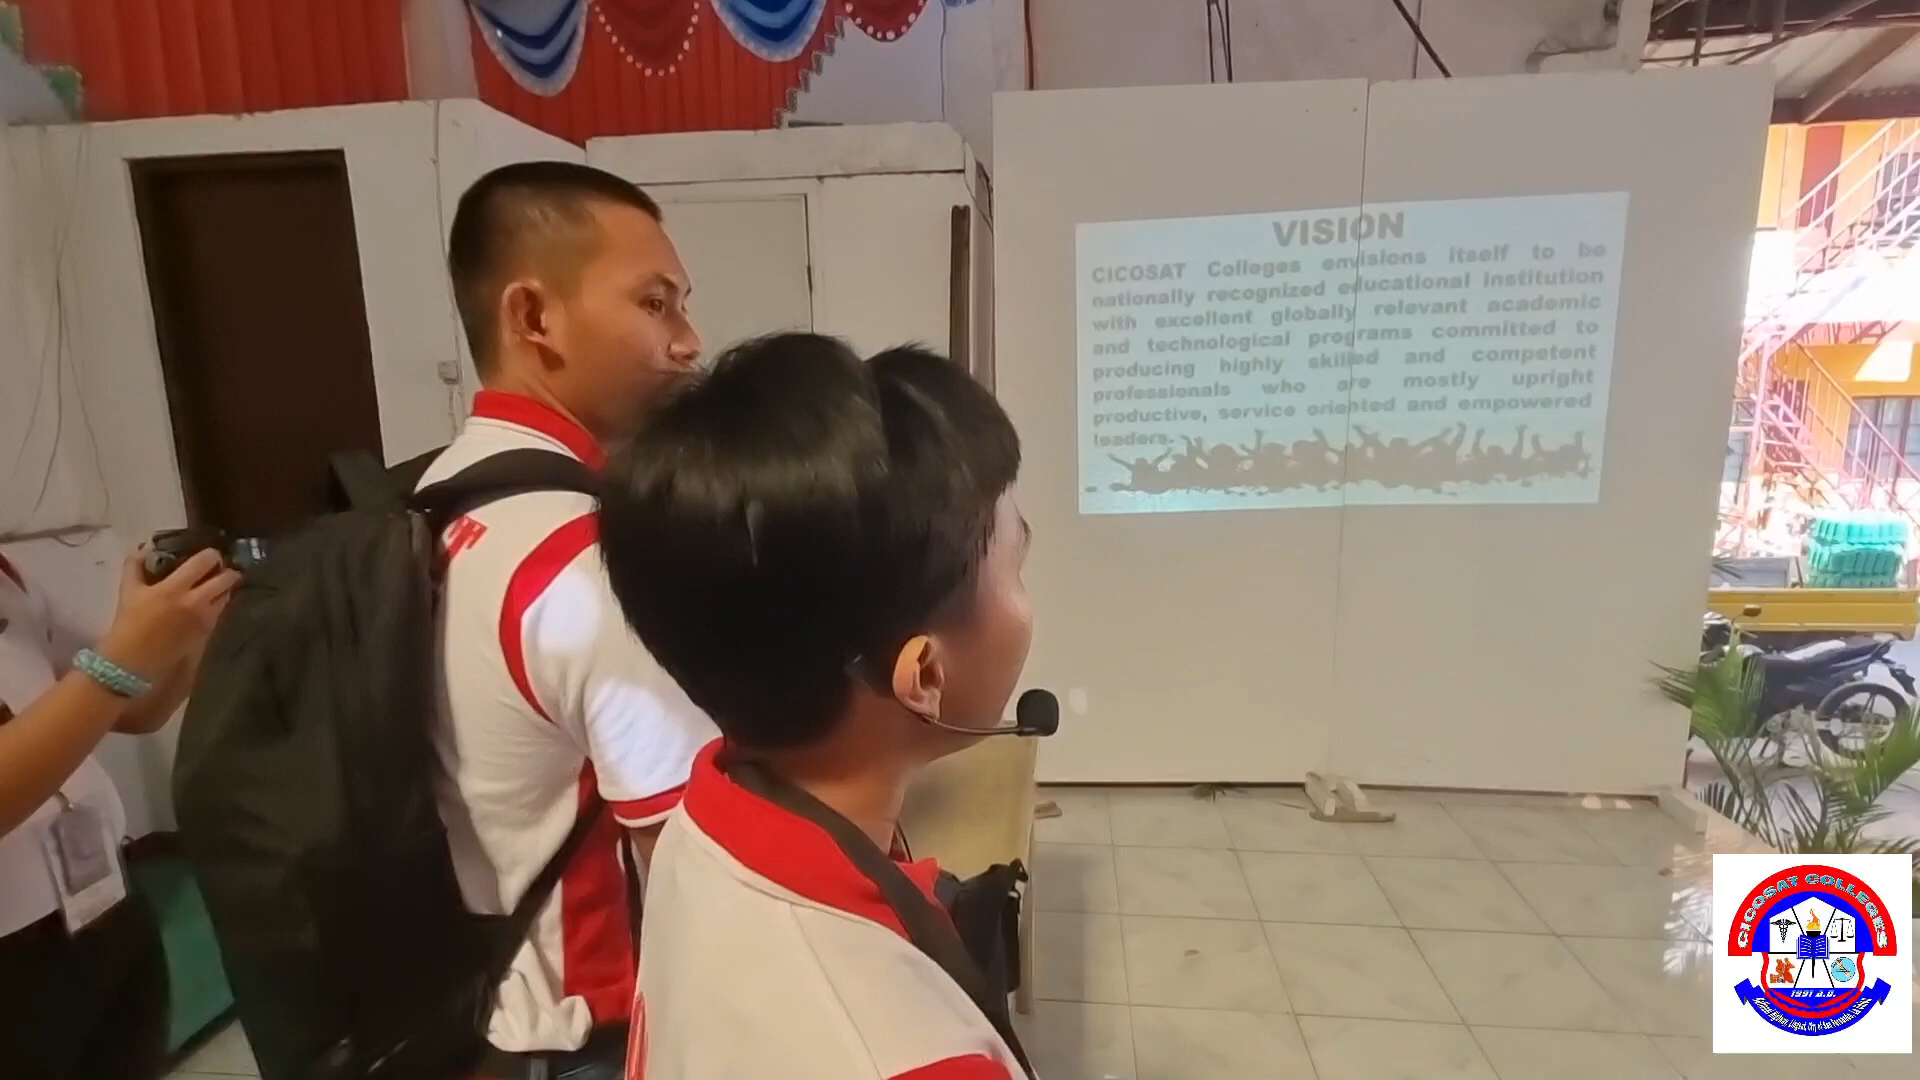 VISION
CICOSAT Colleges envisions itself to be
nationally recognized educational institution
with excellent globally relevant academic
and technological programs committed to
producing highly skilled and competent
professionals who are mostly upright
productive, service oriented and empowered
leaders.
CICOSAT COLLEGES
1991 A.D.